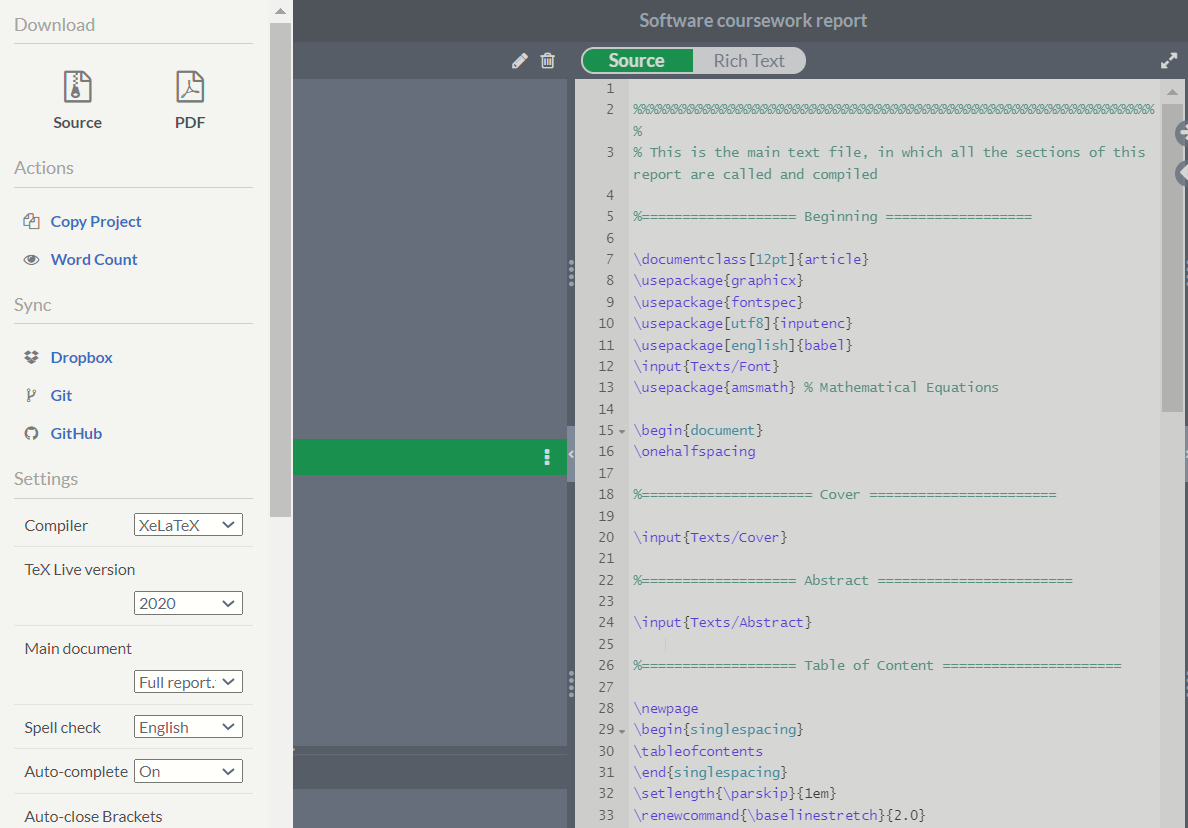 Download
Source
PDF
Actions
Copy Project
Word Count
Sync
Dropbox
Git
GitHub
Settings
Compiler XeLaTeX
TeX Live version
2020
Main document
Full report.
Spell check English
Auto-complete On
Auto-close Brackets
Software coursework report
Source Rich Text
1
2 %%%%%%%%%%%%%%%%%%%%%%%%%%%%%%%%%%%%%%%%%%%%%%%%%%%%%%%%%%%%%%%%
%
3 % This is the main text file, in which all the sections of this
report are called and compiled
4
5 %=================== Beginning ==================
6
7 \documentclass[12pt]{article}
8 \usepackage{graphicx}
9 \usepackage{fontspec}
10 \usepackage[utf8]{inputenc}
11 \usepackage[english]{babel}
12 \input{Texts/Font}
13 \usepackage{amsmath} % Mathematical Equations
14
15 \begin{document}
16 \onehalfspacing
17
18 %===================== Cover =======================
19
20 \input{Texts/Cover}
21
22 %=================== Abstract ========================
23
24 \input{Texts/Abstract}
25
26 %=================== Table of Content ======================
27
28 \newpage
29 \begin{singlespacing}
30 \tableofcontents
31 \end{singlespacing}
32 \setlength{\parskip}{1em}
33 \renewcommand{\baselinestretch}{2.0}